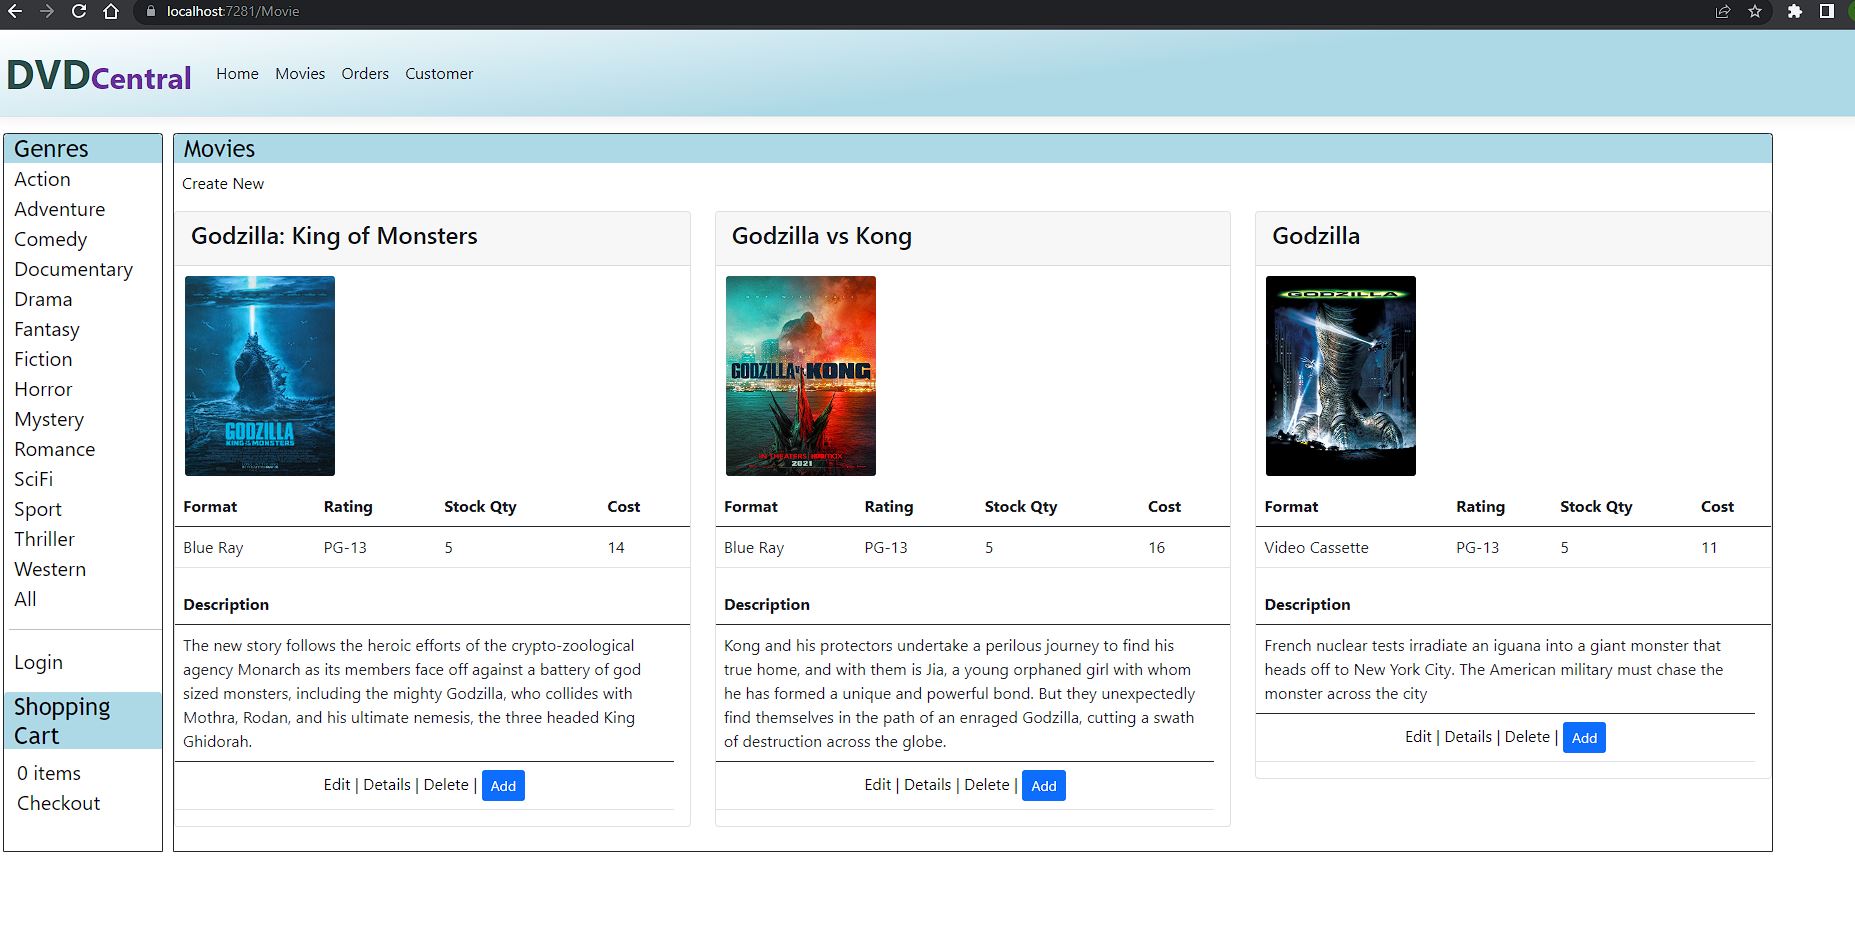 localhost:7281/Movie
DVDCentral Home Movies Orders Customer
Genres
Action
Adventure
Comedy
Documentary
Drama
Fantasy
Fiction
Horror
Mystery
Romance
SciFi
Sport
Thriller
Western
All
Login
Shopping
Cart
0 items
Checkout
Movies
Create New
Godzilla: King of Monsters
GODZILLA
KING OF THE MONSTERS
Format Rating Stock Qty Cost
Blue Ray PG-13 5 14
Description
The new story follows the heroic efforts of the crypto-zoological
agency Monarch as its members face off against a battery of god
sized monsters, including the mighty Godzilla, who collides with
Mothra, Rodan, and his ultimate nemesis, the three headed King
Ghidorah.
Edit | Details | Delete | Add
Godzilla vs Kong
GODZILLA VS KONG
IN THEATERS HBOMAX
2021
Format Rating Stock Qty Cost
Blue Ray PG-13 5 16
Description
Kong and his protectors undertake a perilous journey to find his
true home, and with them is Jia, a young orphaned girl with whom
he has formed a unique and powerful bond. But they unexpectedly
find themselves in the path of an enraged Godzilla, cutting a swath
of destruction across the globe.
Edit | Details | Delete | Add
Godzilla
GODZILLA
Format Rating Stock Qty Cost
Video Cassette PG-13 5 11
Description
French nuclear tests irradiate an iguana into a giant monster that
heads off to New York City. The American military must chase the
monster across the city
Edit | Details | Delete | Add